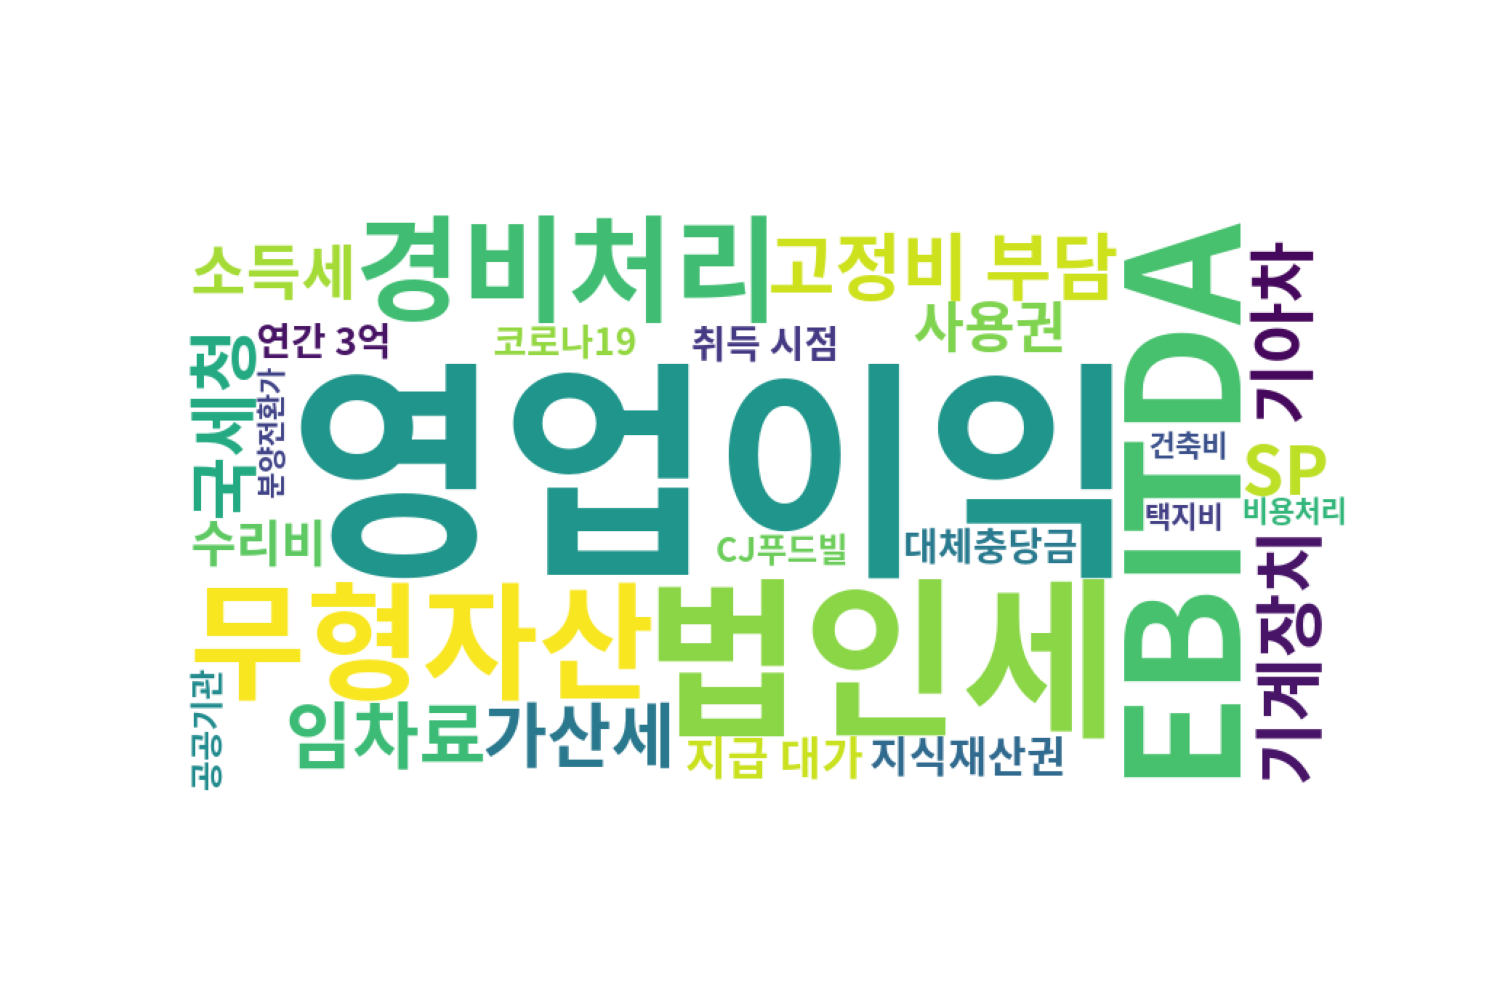 소득세
경비처리
고정비 부담
EBITDA
기아차
국세청
연간 3억
코로나19
취득 시점
사용권
분양전환가
영업이익
건축비
SP
택지비
비용처리
수리비
CJ푸드빌
대체충당금
무형자산
법인세
기계장치
공공기관
임차료
가산세
지급 대가
지식재산권